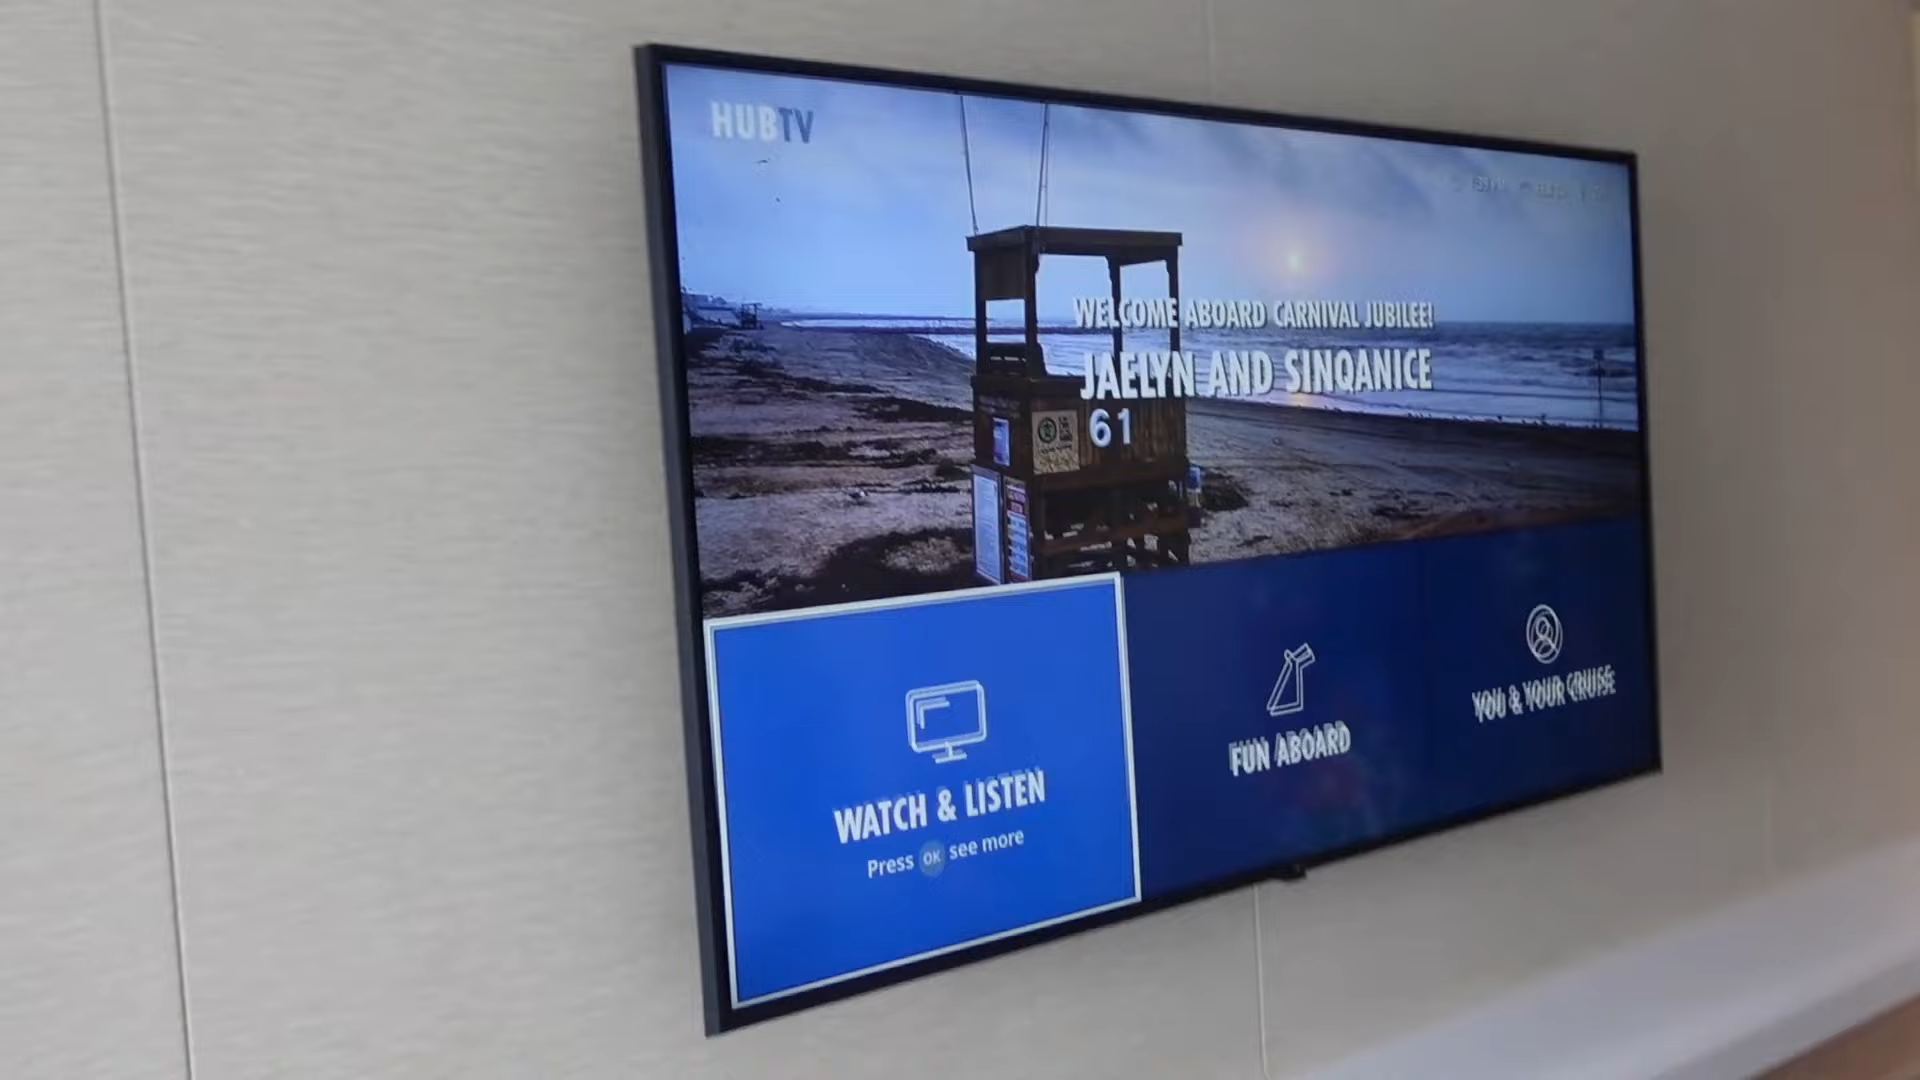 HUBTV
WELCOME ABOARD CARNIVAL JUBILEE!
JAELYN AND SINQANICE
61
WATCH & LISTEN
Press OK see more
FUN ABOARD
YOU & YOUR CRUISE